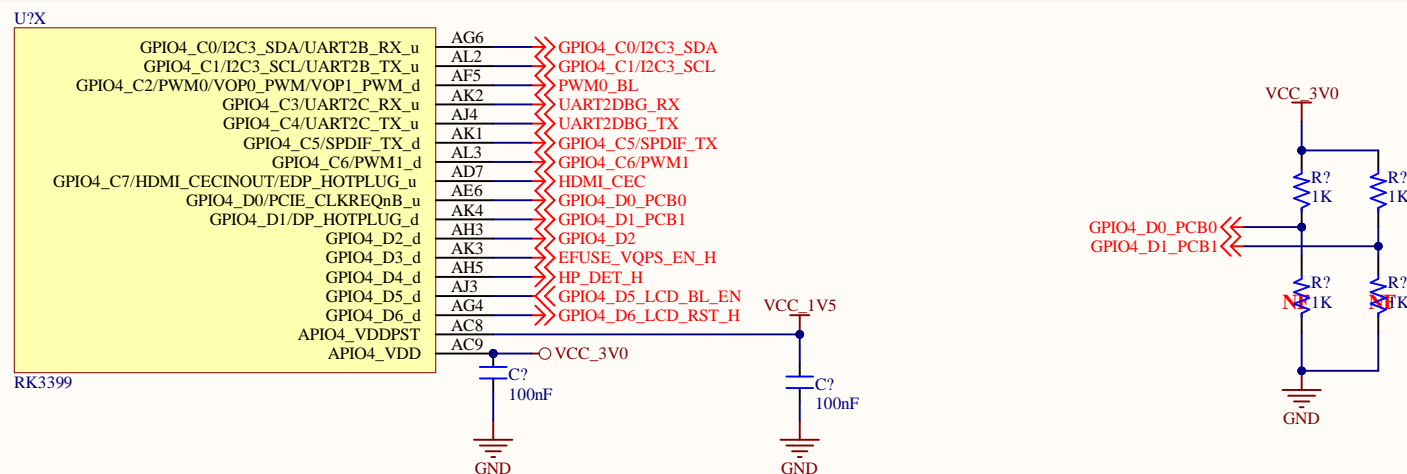 U?X
GPIO4_C0/I2C3_SDA/UART2B_RX_u AG6 GPIO4_C0/I2C3_SDA
GPIO4_C1/I2C3_SCL/UART2B_TX_u AL2 GPIO4_C1/I2C3_SCL
GPIO4_C2/PWM0/VOP0_PWM/VOP1_PWM_d AF5 PWM0_BL
GPIO4_C3/UART2C_RX_u AK2 UART2DBG_RX
GPIO4_C4/UART2C_TX_u AJ4 UART2DBG_TX
GPIO4_C5/SPDIF_TX_d AK1 GPIO4_C5/SPDIF_TX
GPIO4_C6/PWM1_d AL3 GPIO4_C6/PWM1
GPIO4_C7/HDMI_CECINOUT/EDP_HOTPLUG_u AD7 HDMI_CEC
GPIO4_D0/PCIE_CLKREQnB_u AE6 GPIO4_D0_PCB0
GPIO4_D1/DP_HOTPLUG_d AK4 GPIO4_D1_PCB1
GPIO4_D2_d AH3 GPIO4_D2
GPIO4_D3_d AK3 EFUSE_VQPS_EN_H
GPIO4_D4_d AH5 HP_DET_H
GPIO4_D5_d AJ3 GPIO4_D5_LCD_BL_EN
GPIO4_D6_d AG4 GPIO4_D6_LCD_RST_H
APIO4_VDDPST AC8
APIO4_VDD AC9 VCC_3V0
RK3399
C?
100nF
GND
VCC_1V5
C?
100nF
GND
VCC_3V0
R?
1K
R?
1K
GPIO4_D0_PCB0
GPIO4_D1_PCB1
R?
1K
R?
1K
GND